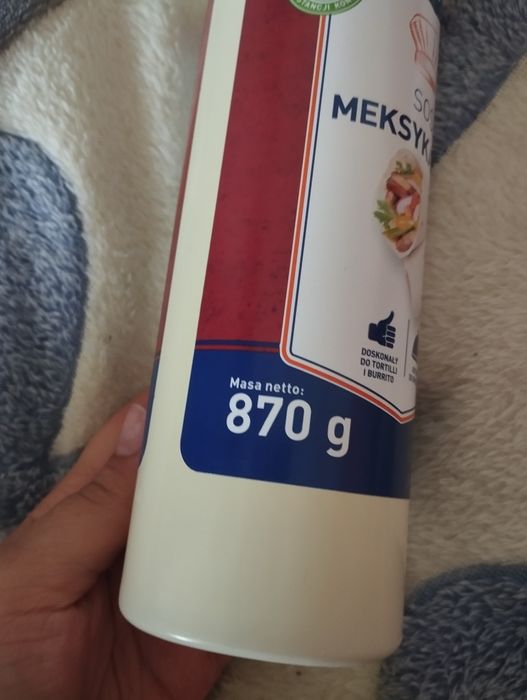 MEKSYK
DOSKONAŁY
DO TORTILLI
I BURRITO
Masa netto:
870 g